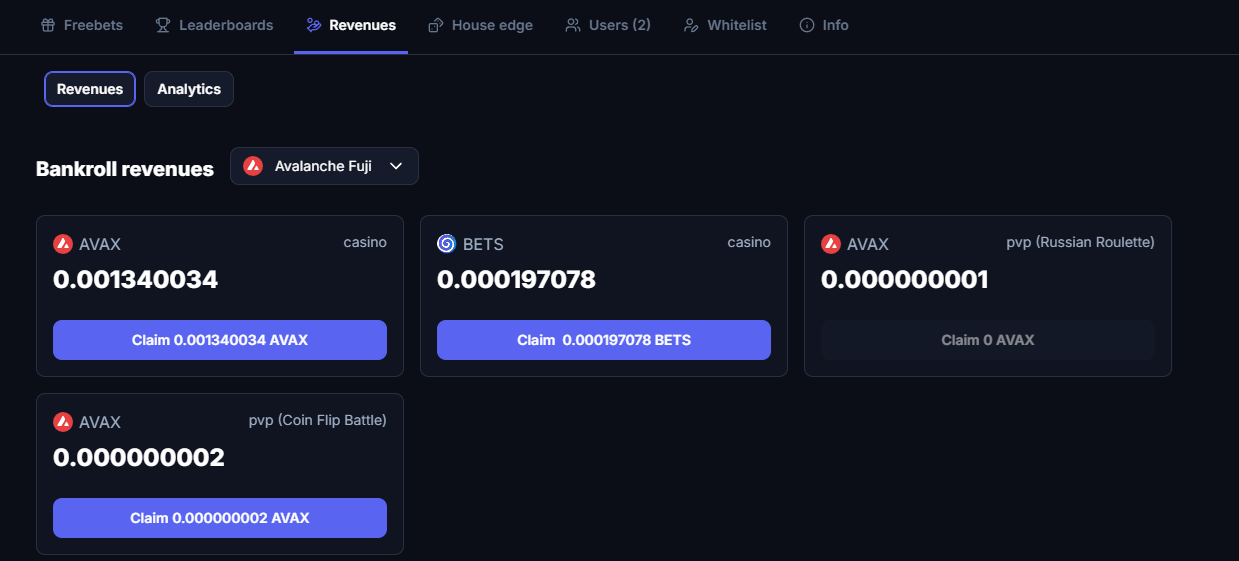 Freebets Leaderboards Revenues House edge Users (2) Whitelist Info
Revenues Analytics
Bankroll revenues Avalanche Fuji
AVAX casino
0.001340034
Claim 0.001340034 AVAX
BETS casino
0.000197078
Claim 0.000197078 BETS
AVAX pvp (Russian Roulette)
0.000000001
Claim 0 AVAX
AVAX pvp (Coin Flip Battle)
0.000000002
Claim 0.000000002 AVAX